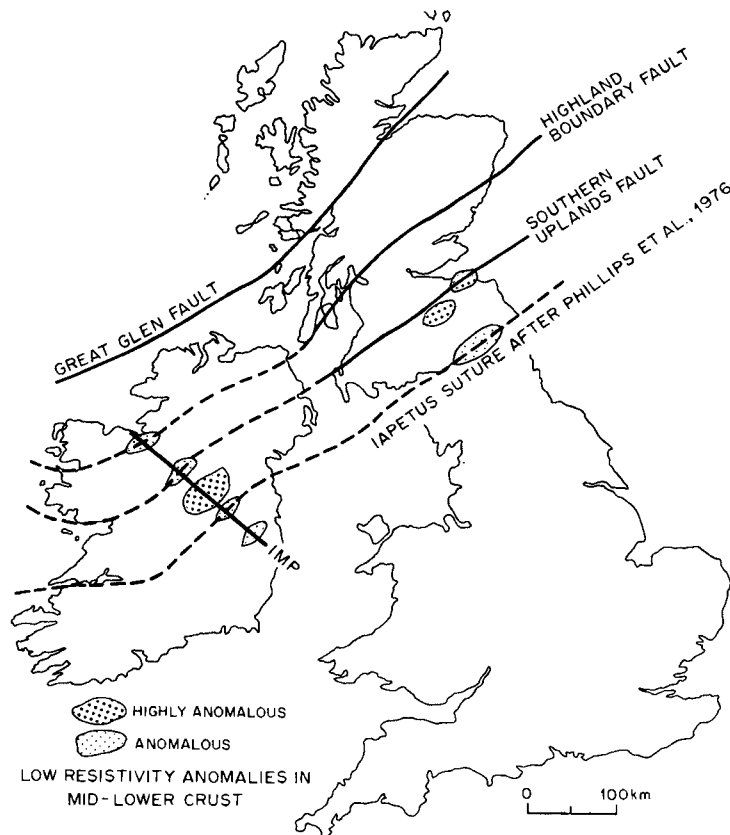 HIGHLAND
BOUNDARY FAULT
SOUTHERN
UPLANDS FAULT
IAPETUS SUTURE AFTER PHILLIPS ET AL., 1976
GREAT GLEN FAULT
IMP
HIGHLY ANOMALOUS
ANOMALOUS
LOW RESISTIVITY ANOMALIES IN
MID-LOWER CRUST
0 100km